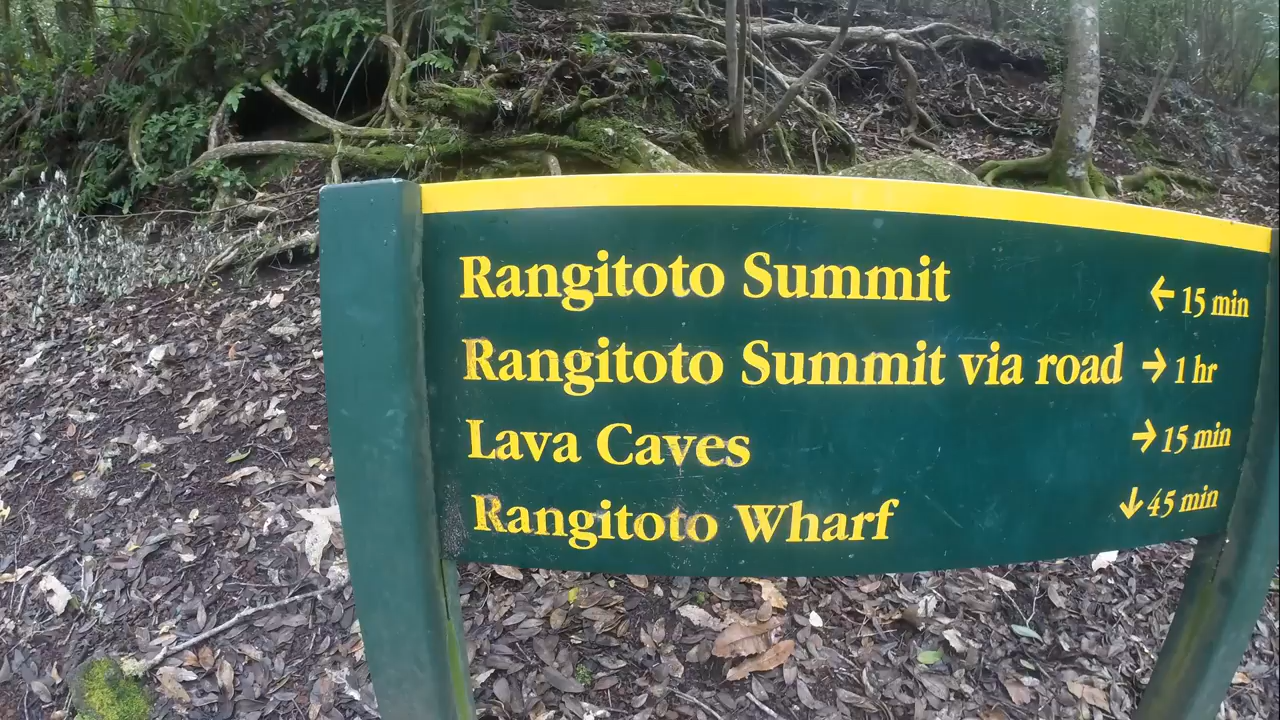 Rangitoto Summit ← 15 min
Rangitoto Summit via road → 1 hr
Lava Caves → 15 min
Rangitoto Wharf ↓ 45 min